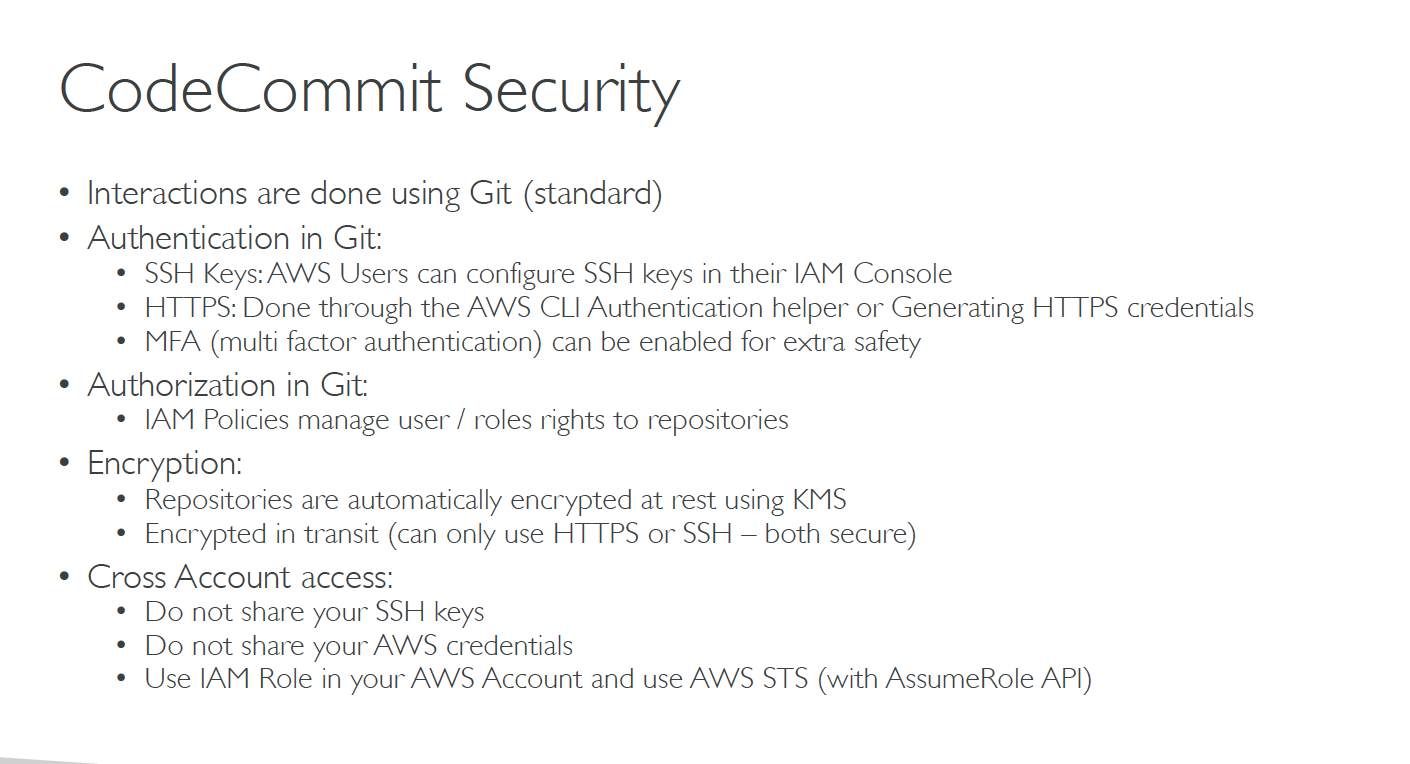 CodeCommit Security
• Interactions are done using Git (standard)
• Authentication in Git:
• SSH Keys: AWS Users can configure SSH keys in their IAM Console
• HTTPS: Done through the AWS CLI Authentication helper or Generating HTTPS credentials
• MFA (multi factor authentication) can be enabled for extra safety
• Authorization in Git:
• IAM Policies manage user / roles rights to repositories
• Encryption:
• Repositories are automatically encrypted at rest using KMS
• Encrypted in transit (can only use HTTPS or SSH – both secure)
• Cross Account access:
• Do not share your SSH keys
• Do not share your AWS credentials
• Use IAM Role in your AWS Account and use AWS STS (with AssumeRole API)